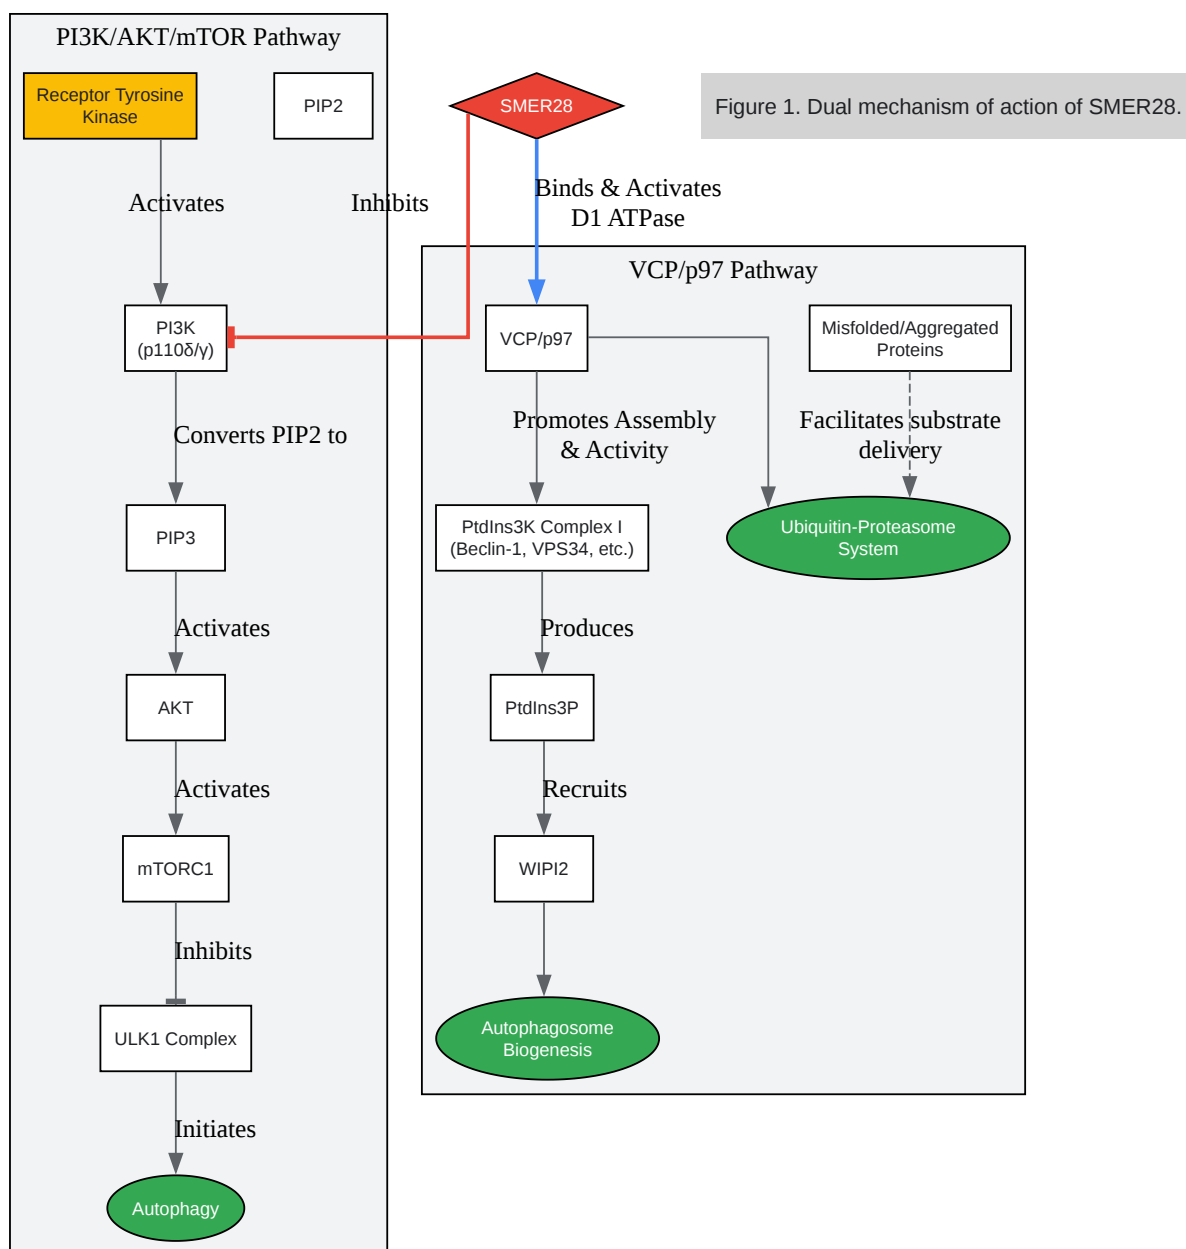 PI3K/AKT/mTOR Pathway
Receptor Tyrosine
Kinase
PIP2
SMER28
Figure 1. Dual mechanism of action of SMER28.
Activates
Inhibits
Binds & Activates
D1 ATPase
VCP/p97 Pathway
PI3K
(p110δ/γ)
VCP/p97
Misfolded/Aggregated
Proteins
Converts PIP2 to
Promotes Assembly
& Activity
Facilitates substrate
delivery
PIP3
PtdIns3K Complex I
(Beclin-1, VPS34, etc.)
Ubiquitin-Proteasome
System
Activates
Produces
AKT
PtdIns3P
Activates
Recruits
mTORC1
WIPI2
Inhibits
ULK1 Complex
Autophagosome
Biogenesis
Initiates
Autophagy